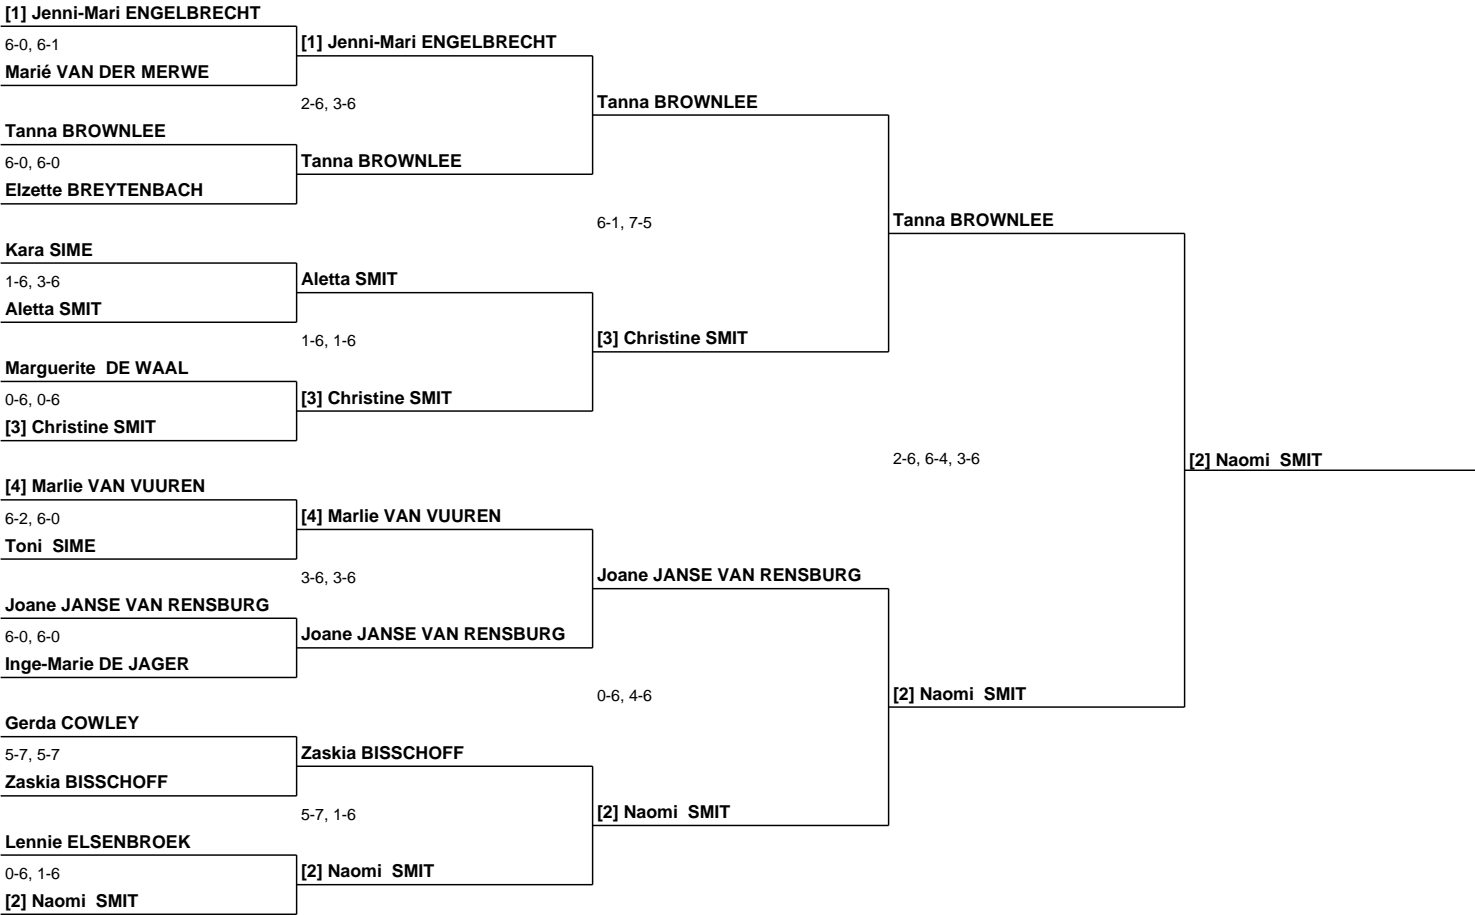 [1] Jenni-Mari ENGELBRECHT
6-0, 6-1
[1] Jenni-Mari ENGELBRECHT
Marié VAN DER MERWE
2-6, 3-6
Tanna BROWNLEE
Tanna BROWNLEE
6-0, 6-0
Tanna BROWNLEE
Elzette BREYTENBACH
6-1, 7-5
Tanna BROWNLEE
Kara SIME
1-6, 3-6
Aletta SMIT
Aletta SMIT
1-6, 1-6
[3] Christine SMIT
Marguerite  DE WAAL
0-6, 0-6
[3] Christine SMIT
[3] Christine SMIT
2-6, 6-4, 3-6
[2] Naomi  SMIT
[4] Marlie VAN VUUREN
6-2, 6-0
[4] Marlie VAN VUUREN
Toni  SIME
3-6, 3-6
Joane JANSE VAN RENSBURG
Joane JANSE VAN RENSBURG
6-0, 6-0
Joane JANSE VAN RENSBURG
Inge-Marie DE JAGER
0-6, 4-6
[2] Naomi  SMIT
Gerda COWLEY
5-7, 5-7
Zaskia BISSCHOFF
Zaskia BISSCHOFF
5-7, 1-6
[2] Naomi  SMIT
Lennie ELSENBROEK
0-6, 1-6
[2] Naomi  SMIT
[2] Naomi  SMIT